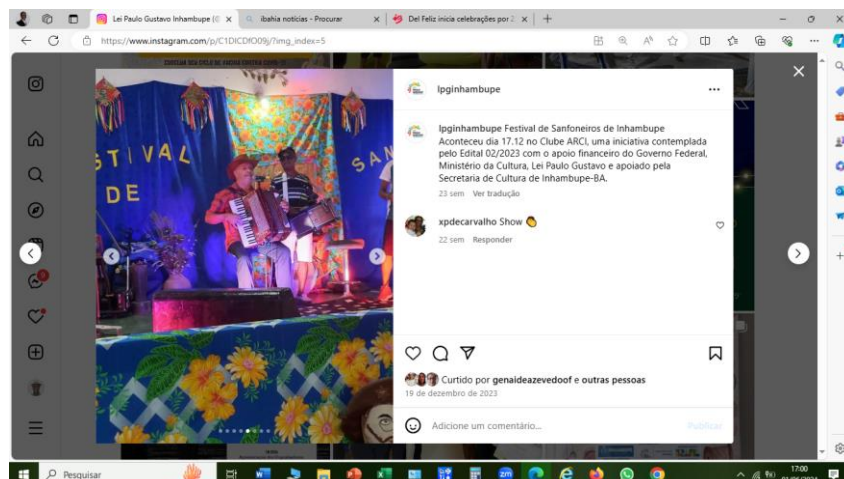 Lei Paulo Gustavo Inhambupe (@
ibahia notícias - Procurar
Del Feliz inicia celebrações por 2
https://www.instagram.com/p/C1DICDfO09j/?img_index=5
lpginhambupe
lpginhambupe Festival de Sanfoneiros de Inhambupe
Aconteceu dia 17.12 no Clube ARCI, uma iniciativa contemplada
pelo Edital 02/2023 com o apoio financeiro do Governo Federal,
Ministério da Cultura, Lei Paulo Gustavo e apoiado pela
Secretaria de Cultura de Inhambupe-BA.
23 sem Ver tradução
xpdecarvalho Show 👏
22 sem Responder
STIVAL
DE
SAN
Curtido por genaideazevedoof e outras pessoas
19 de dezembro de 2023
Adicione um comentário...
Publicar
Pesquisar
zm
17:00